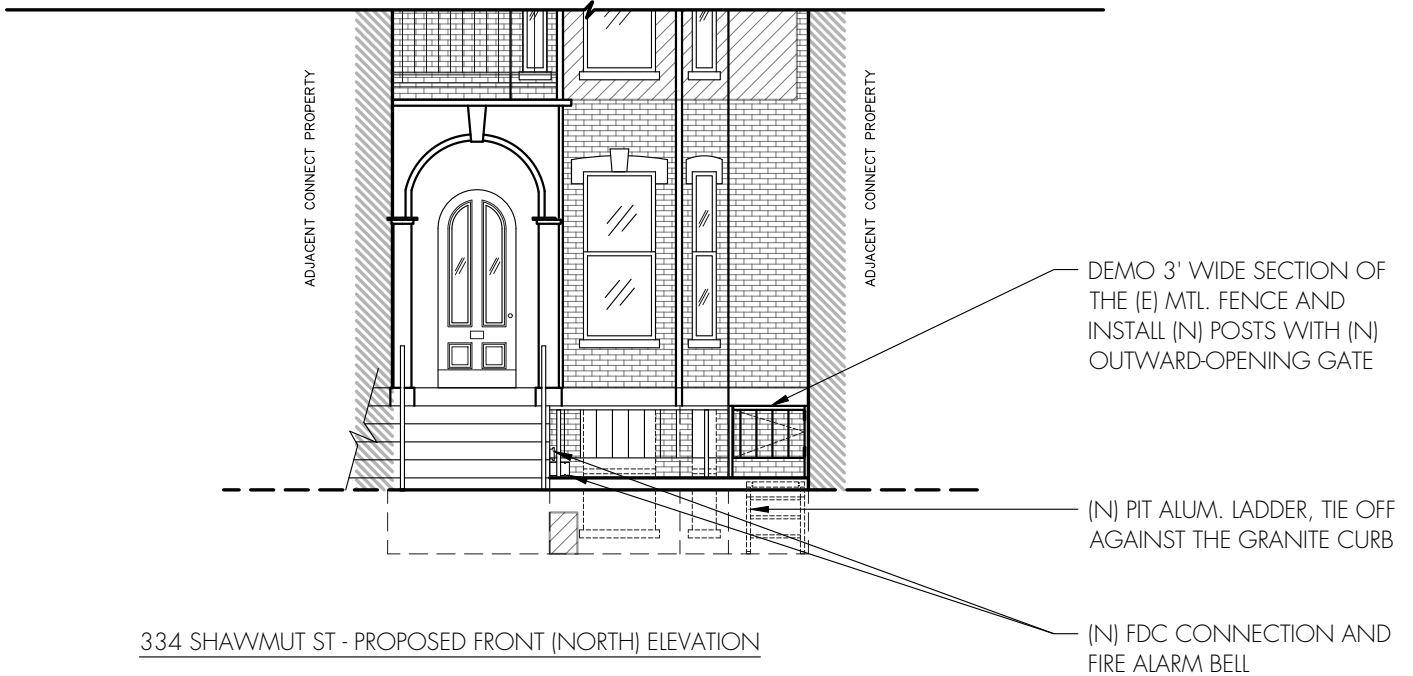 ADJACENT CONNECT PROPERTY
ADJACENT CONNECT PROPERTY
DEMO 3' WIDE SECTION OF
THE (E) MTL. FENCE AND
INSTALL (N) POSTS WITH (N)
OUTWARD-OPENING GATE
(N) PIT ALUM. LADDER, TIE OFF
AGAINST THE GRANITE CURB
(N) FDC CONNECTION AND
FIRE ALARM BELL
334 SHAWMUT ST - PROPOSED FRONT (NORTH) ELEVATION